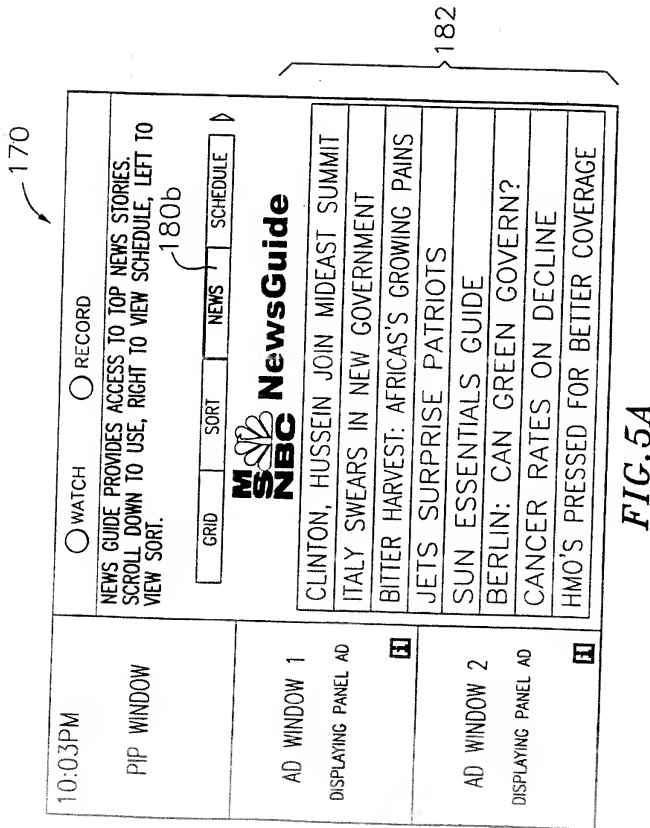 170
10:03PM
PIP WINDOW
AD WINDOW 1
DISPLAYING PANEL AD
i
AD WINDOW 2
DISPLAYING PANEL AD
i
WATCH RECORD
NEWS GUIDE PROVIDES ACCESS TO TOP NEWS STORIES.
SCROLL DOWN TO USE, RIGHT TO VIEW SCHEDULE, LEFT TO
VIEW SORT.
180b
GRID SORT NEWS SCHEDULE
MSNBC NewsGuide
CLINTON, HUSSEIN JOIN MIDEAST SUMMIT
ITALY SWEARS IN NEW GOVERNMENT
BITTER HARVEST: AFRICAS'S GROWING PAINS
JETS SURPRISE PATRIOTS
SUN ESSENTIALS GUIDE
BERLIN: CAN GREEN GOVERN?
CANCER RATES ON DECLINE
HMO'S PRESSED FOR BETTER COVERAGE
182
FIG.5A